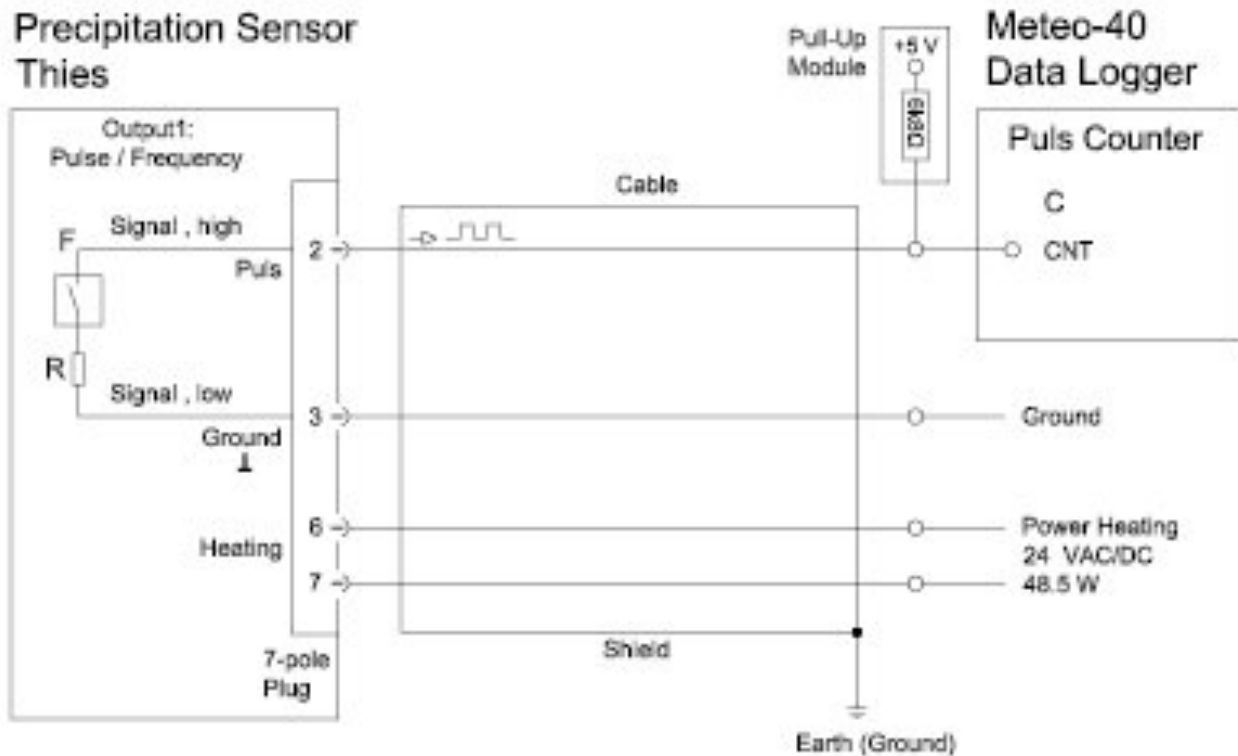 Precipitation Sensor
Thies
Output1:
Pulse / Frequency
F
Signal , high
Puls
R
Signal , low
Ground
Heating
2
3
6
7
7-pole
Plug
Cable
Shield
Earth (Ground)
Pull-Up
Module
+5 V
6k8Ω
Meteo-40
Data Logger
Puls Counter
C
CNT
Ground
Power Heating
24 VAC/DC
48.5 W